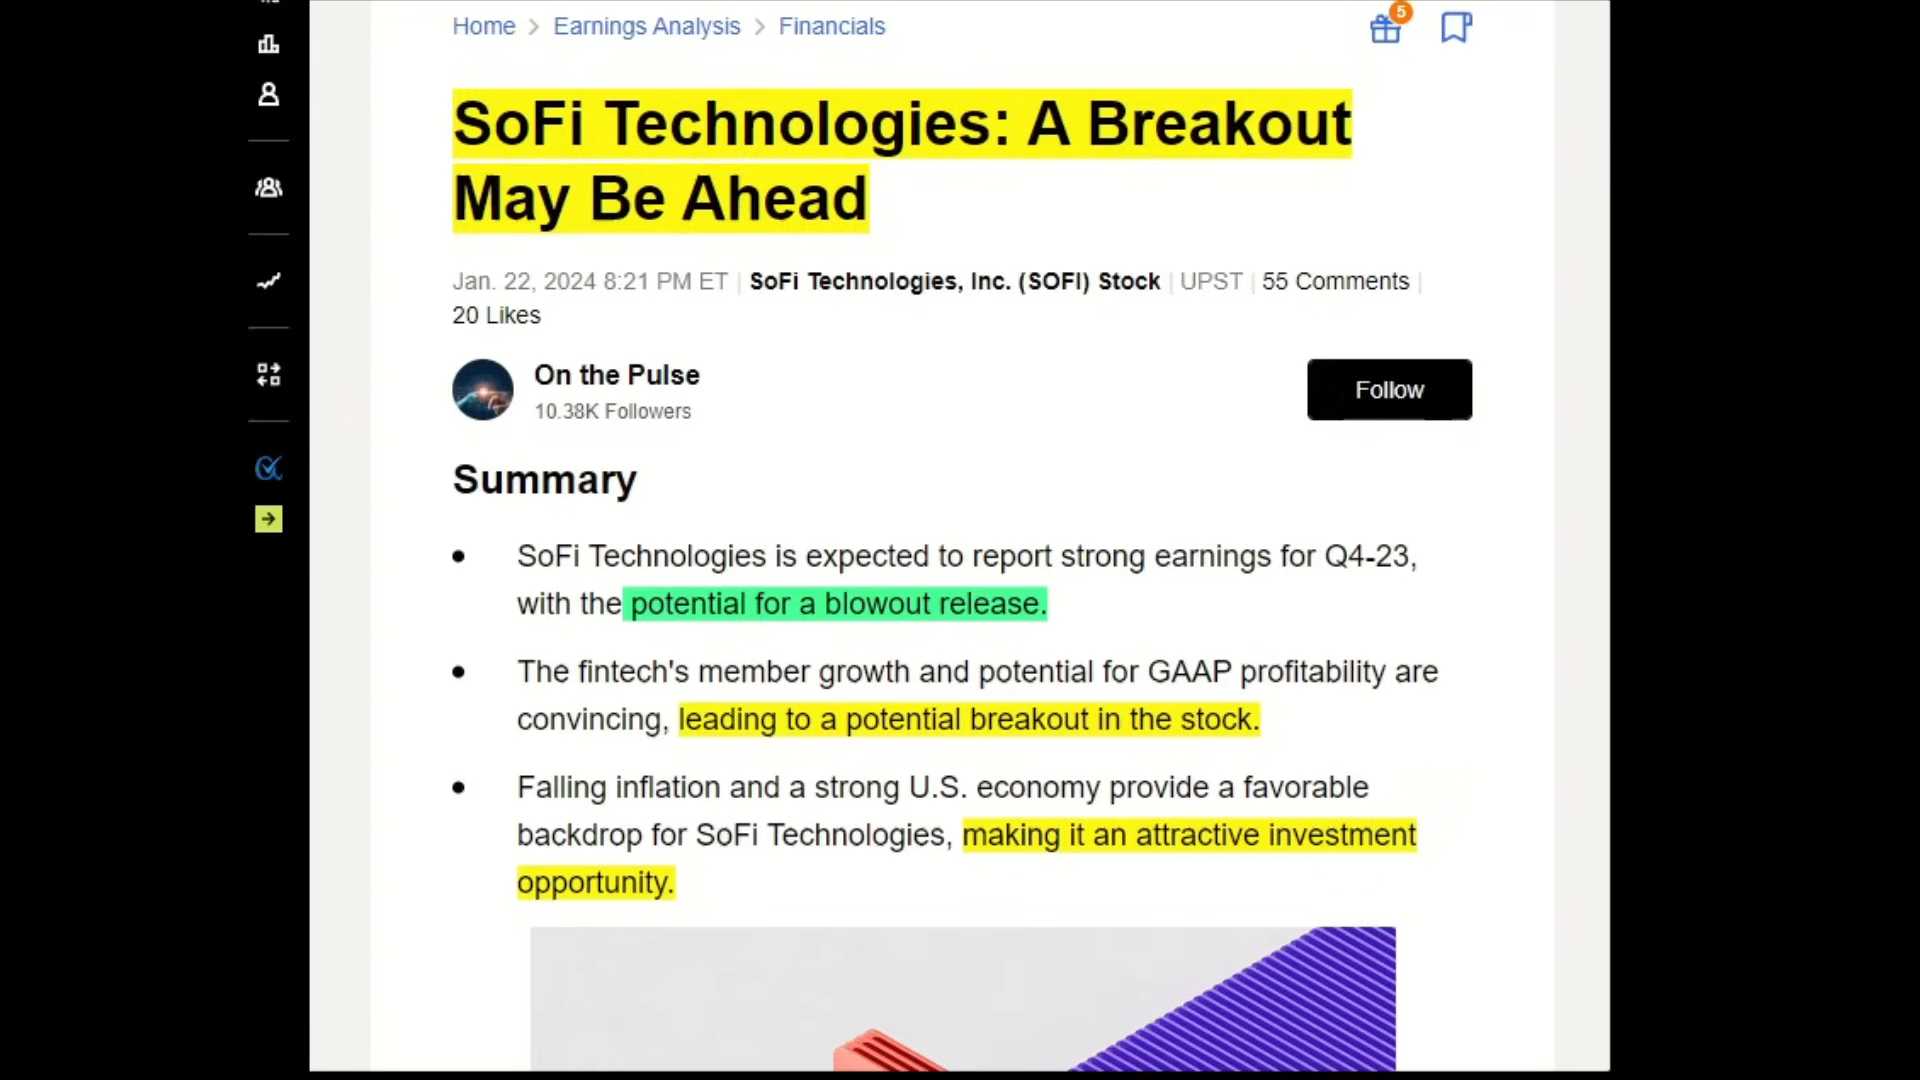 Home > Earnings Analysis > Financials
5
SoFi Technologies: A Breakout
May Be Ahead
Jan. 22, 2024 8:21 PM ET | SoFi Technologies, Inc. (SOFI) Stock | UPST | 55 Comments |
20 Likes
On the Pulse
10.38K Followers
Follow
Summary
• SoFi Technologies is expected to report strong earnings for Q4-23,
with the potential for a blowout release.
• The fintech's member growth and potential for GAAP profitability are
convincing, leading to a potential breakout in the stock.
• Falling inflation and a strong U.S. economy provide a favorable
backdrop for SoFi Technologies, making it an attractive investment
opportunity.